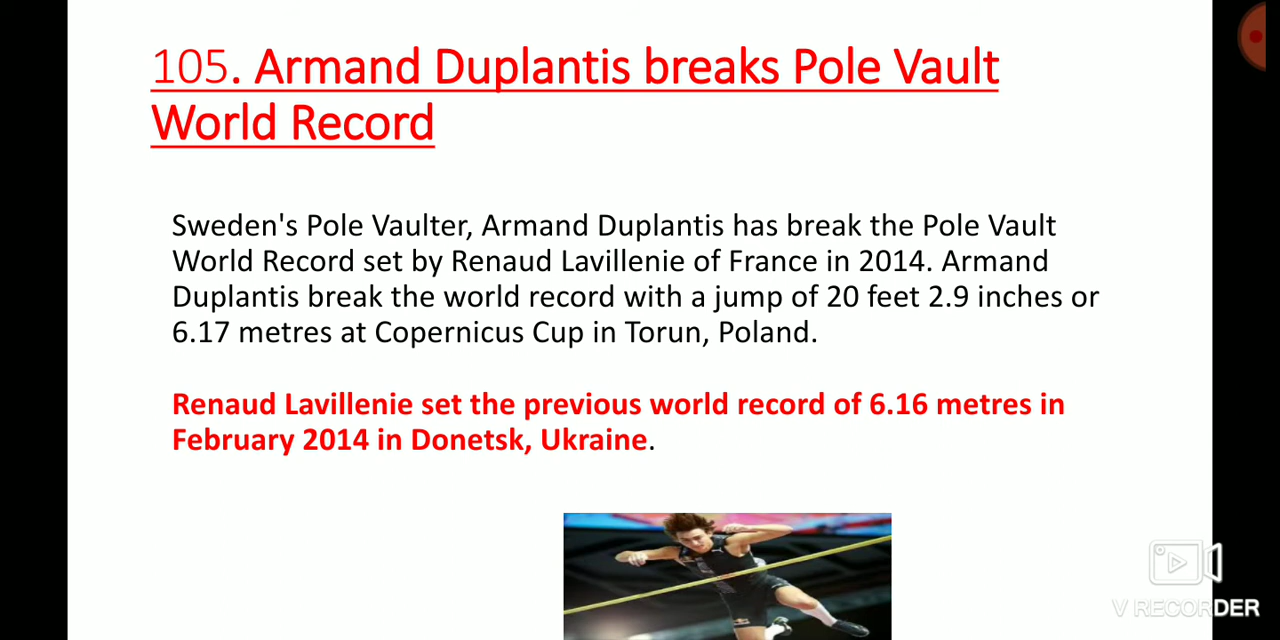 105. Armand Duplantis breaks Pole Vault
World Record
Sweden's Pole Vaulter, Armand Duplantis has break the Pole Vault
World Record set by Renaud Lavillenie of France in 2014. Armand
Duplantis break the world record with a jump of 20 feet 2.9 inches or
6.17 metres at Copernicus Cup in Torun, Poland.
Renaud Lavillenie set the previous world record of 6.16 metres in
February 2014 in Donetsk, Ukraine.
V RECORDER